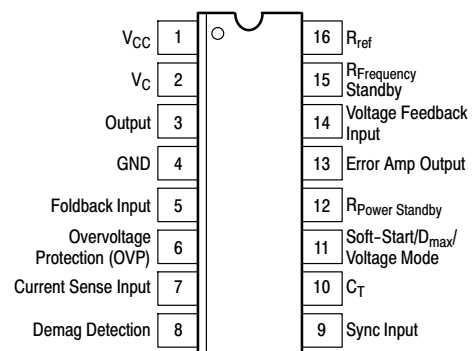 VCC 1 16 Rref
VC 2 15 RFrequency Standby
Output 3 14 Voltage Feedback Input
GND 4 13 Error Amp Output
Foldback Input 5 12 RPower Standby
Overvoltage Protection (OVP) 6 11 Soft-Start/Dmax/ Voltage Mode
Current Sense Input 7 10 CT
Demag Detection 8 9 Sync Input